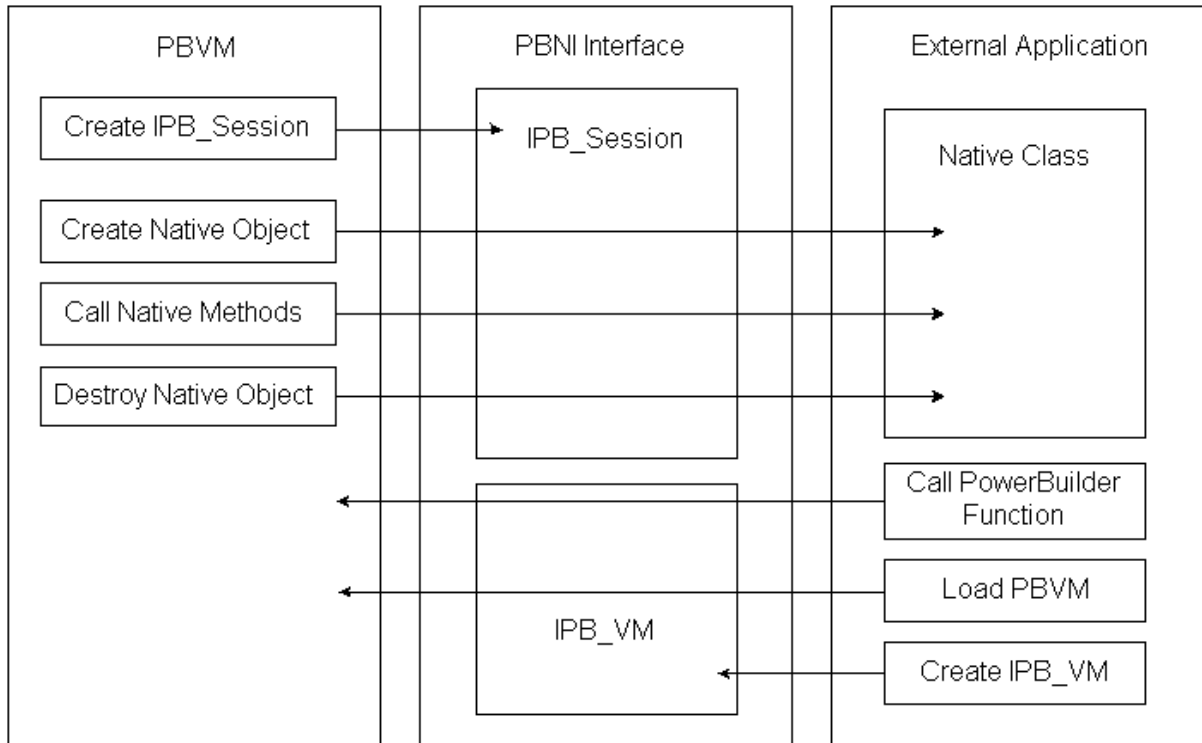 PBVM
Create IPB_Session
Create Native Object
Call Native Methods
Destroy Native Object
PBNI Interface
IPB_Session
IPB_VM
External Application
Native Class
Call PowerBuilder
Function
Load PBVM
Create IPB_VM